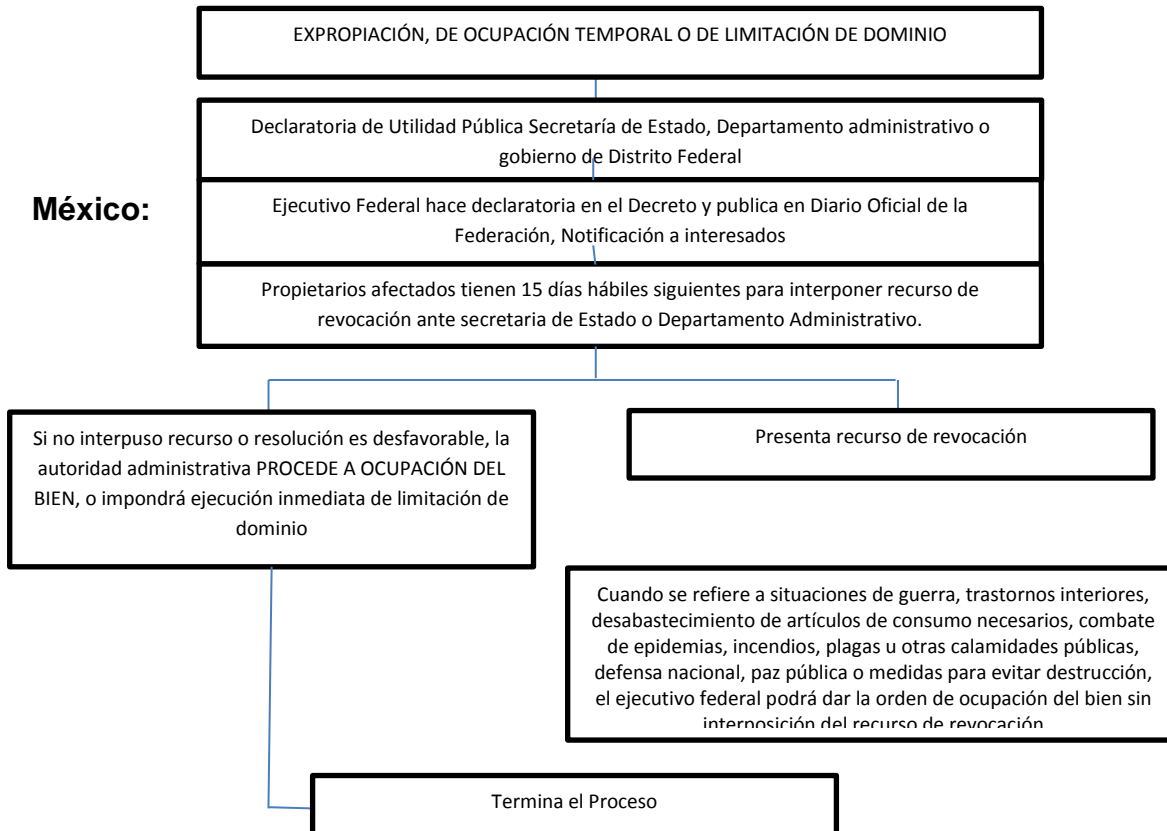 EXPROPIACIÓN, DE OCUPACIÓN TEMPORAL O DE LIMITACIÓN DE DOMINIO
Declaratoria de Utilidad Pública Secretaría de Estado, Departamento administrativo o
gobierno de Distrito Federal
México:
Ejecutivo Federal hace declaratoria en el Decreto y publica en Diario Oficial de la
Federación, Notificación a interesados
Propietarios afectados tienen 15 días hábiles siguientes para interponer recurso de
revocación ante secretaria de Estado o Departamento Administrativo.
Si no interpuso recurso o resolución es desfavorable, la
autoridad administrativa PROCEDE A OCUPACIÓN DEL
BIEN, o impondrá ejecución inmediata de limitación de
dominio
Presenta recurso de revocación
Cuando se refiere a situaciones de guerra, trastornos interiores,
desabastecimiento de artículos de consumo necesarios, combate
de epidemias, incendios, plagas u otras calamidades públicas,
defensa nacional, paz pública o medidas para evitar destrucción,
el ejecutivo federal podrá dar la orden de ocupación del bien sin
interposición del recurso de revocación
Termina el Proceso